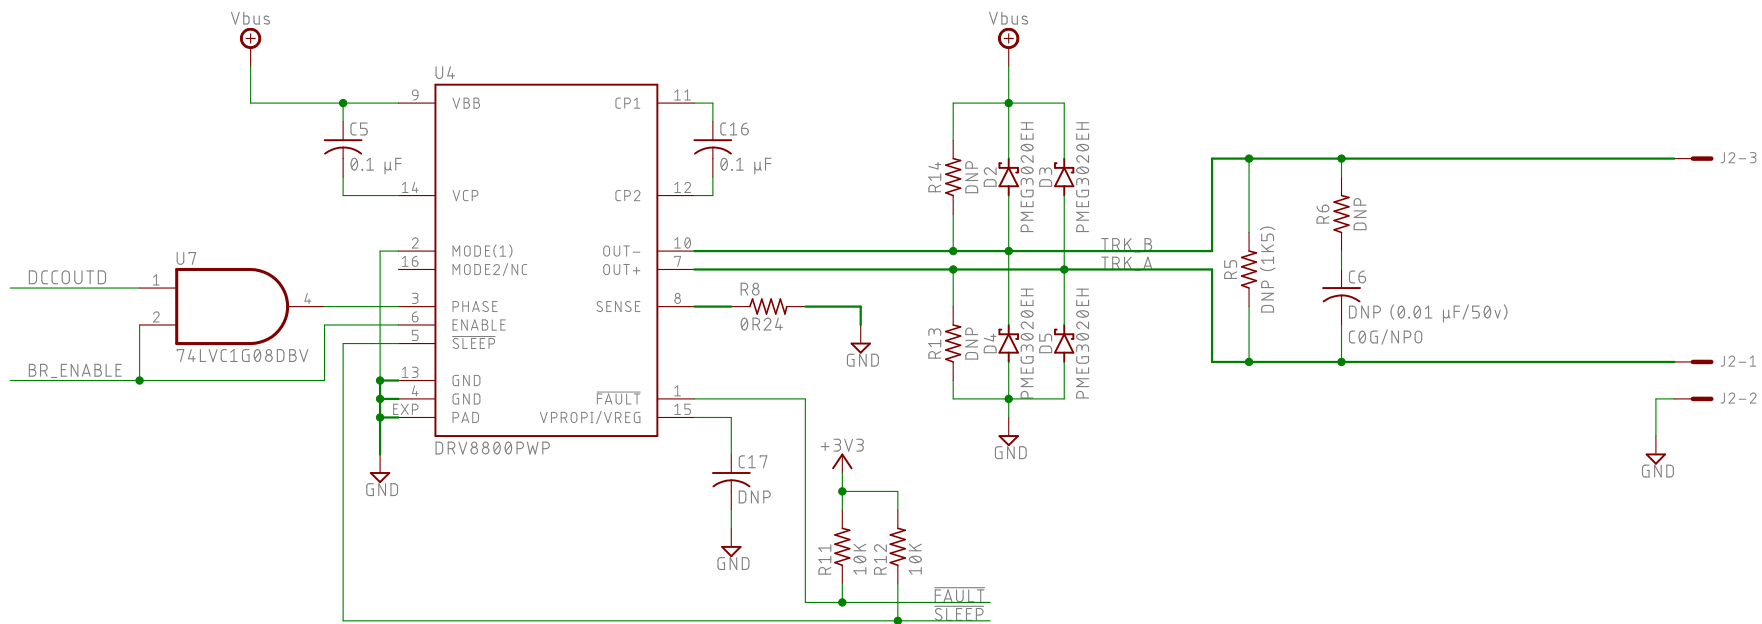 Vbus
Vbus
U4
9
VBB
CP1
11
C5
0.1 µF
C16
0.1 µF
14
VCP
CP2
12
R14
DNP
D2
PMEG3020EH
D3
PMEG3020EH
J2-3
R6
DNP
2
MODE(1)
OUT-
10
TRK_B
16
MODE2/NC
OUT+
7
TRK_A
U7
DCCOUTD
1
2
4
74LVC1G08DBV
BR_ENABLE
3
PHASE
SENSE
8
R8
0R24
GND
6
ENABLE
5
SLEEP
13
GND
4
GND
EXP
PAD
FAULT
1
VPROPI/VREG
15
DRV8800PWP
GND
R13
DNP
D4
PMEG3020EH
D5
PMEG3020EH
GND
R5
DNP (1K5)
C6
DNP (0.01 µF/50v)
C0G/NPO
J2-1
J2-2
GND
C17
DNP
GND
+3V3
R11
10K
R12
10K
FAULT
SLEEP